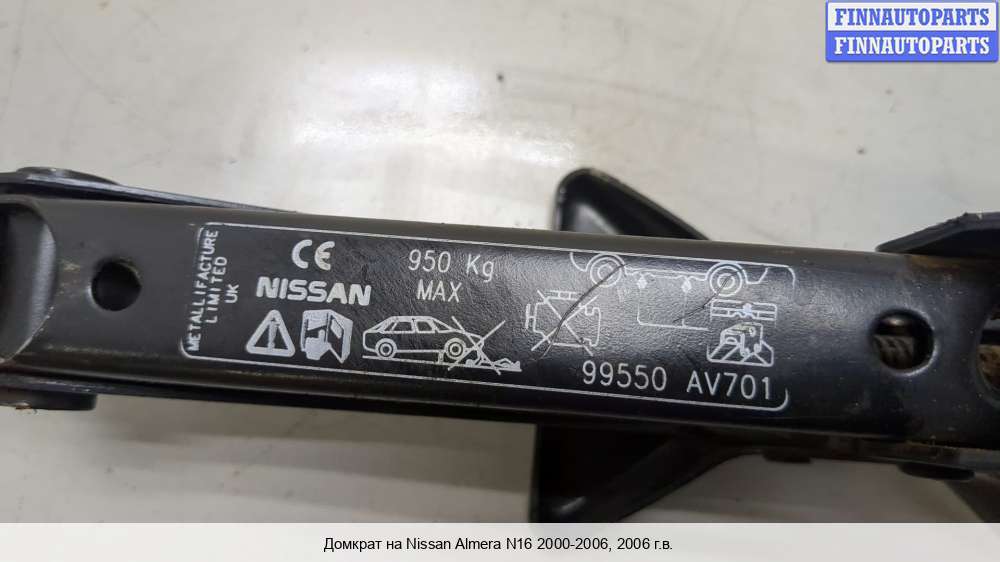 FINNAUTOPARTS
FINNAUTOPARTS
METALLIFACTURE
LIMITED
UK
CE
NISSAN
950 Kg
MAX
99550 AV701
Домкрат на Nissan Almera N16 2000-2006, 2006 г.в.